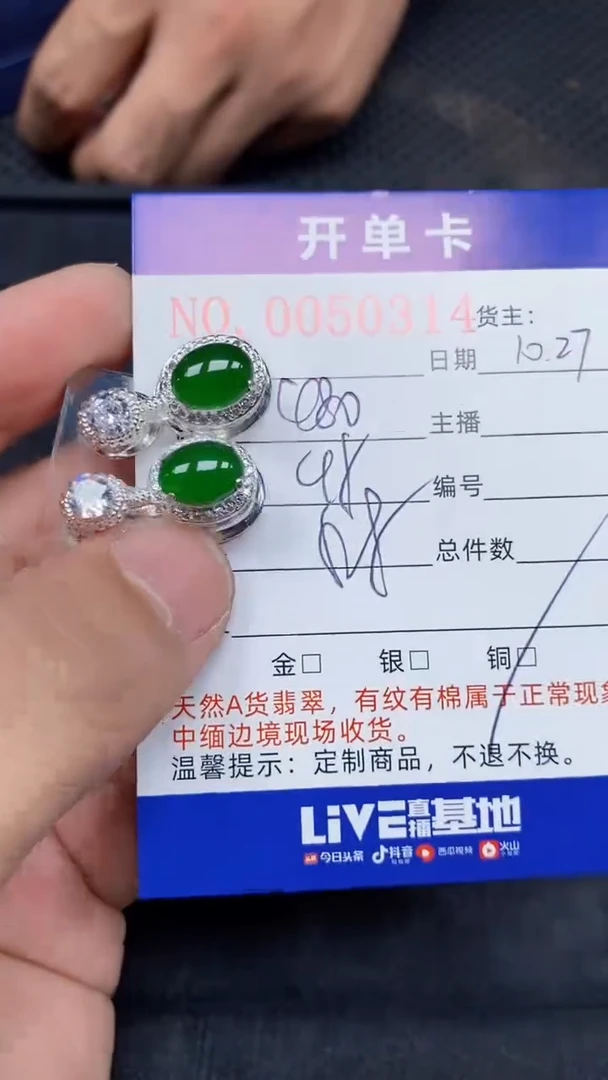 开单卡
NO. 0050314 货主：
日期 10.27
主播
编号
总件数
金□ 银□ 铜□
天然A货翡翠，有纹有棉属于正常现象
中缅边境现场收货。
温馨提示：定制商品，不退不换。
LiVE直播基地
今日头条 抖音 西瓜视频 火山